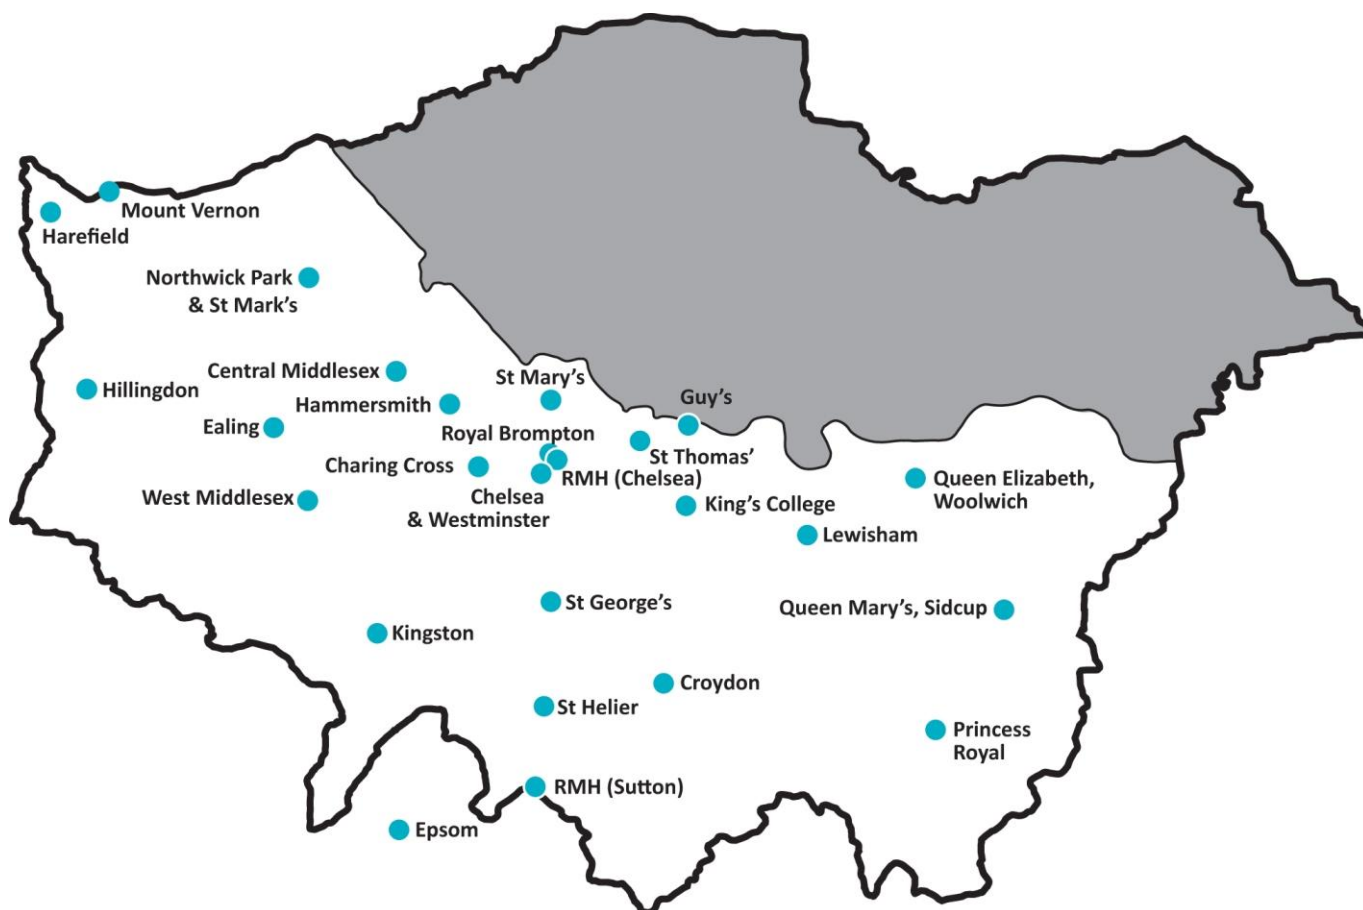 Mount Vernon
Harefield
Northwick Park
& St Mark’s
Central Middlesex
St Mary’s
Hillingdon
Hammersmith
Guy’s
Ealing
Royal Brompton
St Thomas’
Charing Cross
RMH (Chelsea)
Queen Elizabeth,
Woolwich
West Middlesex
Chelsea
& Westminster
King’s College
Lewisham
St George’s
Queen Mary’s, Sidcup
Kingston
Croydon
St Helier
Princess
Royal
RMH (Sutton)
Epsom